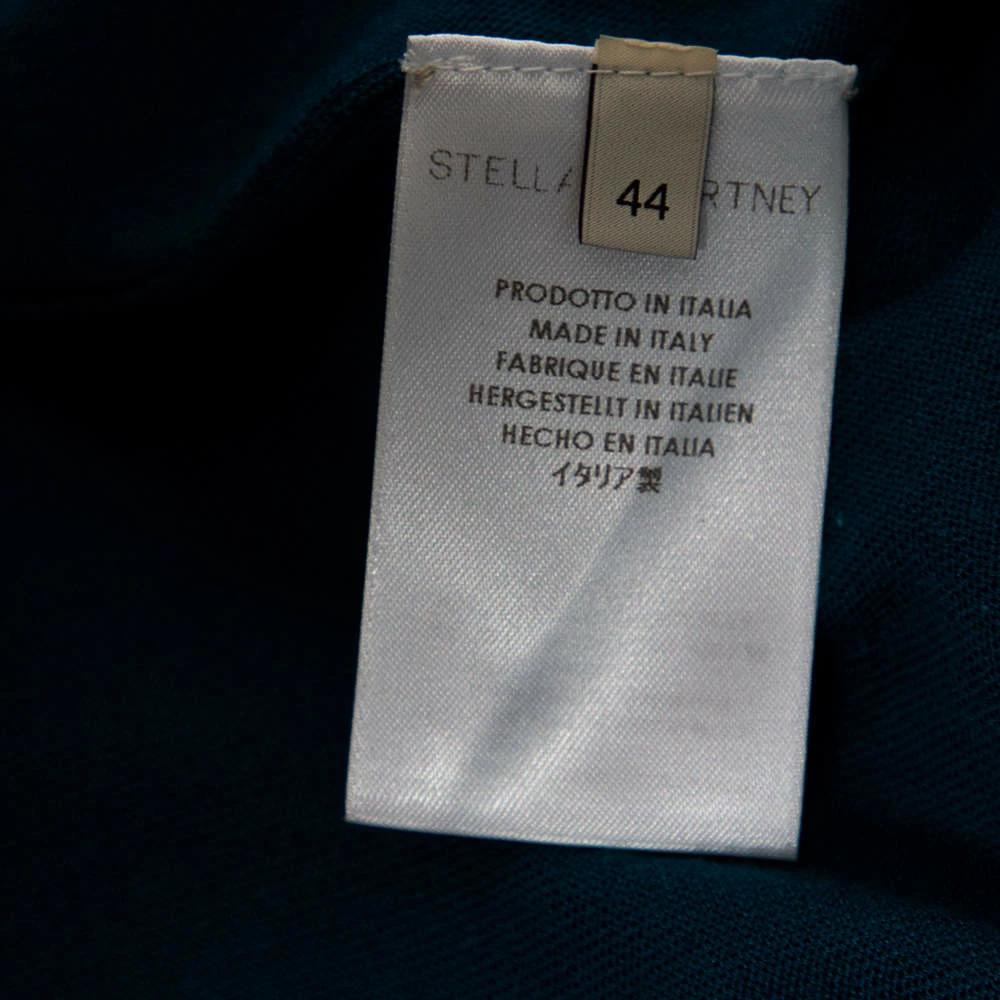 STELLA RTNEY
44
PRODOTTO IN ITALIA
MADE IN ITALY
FABRIQUE EN ITALIE
HERGESTELLT IN ITALIEN
HECHO EN ITALIA
イタリア製